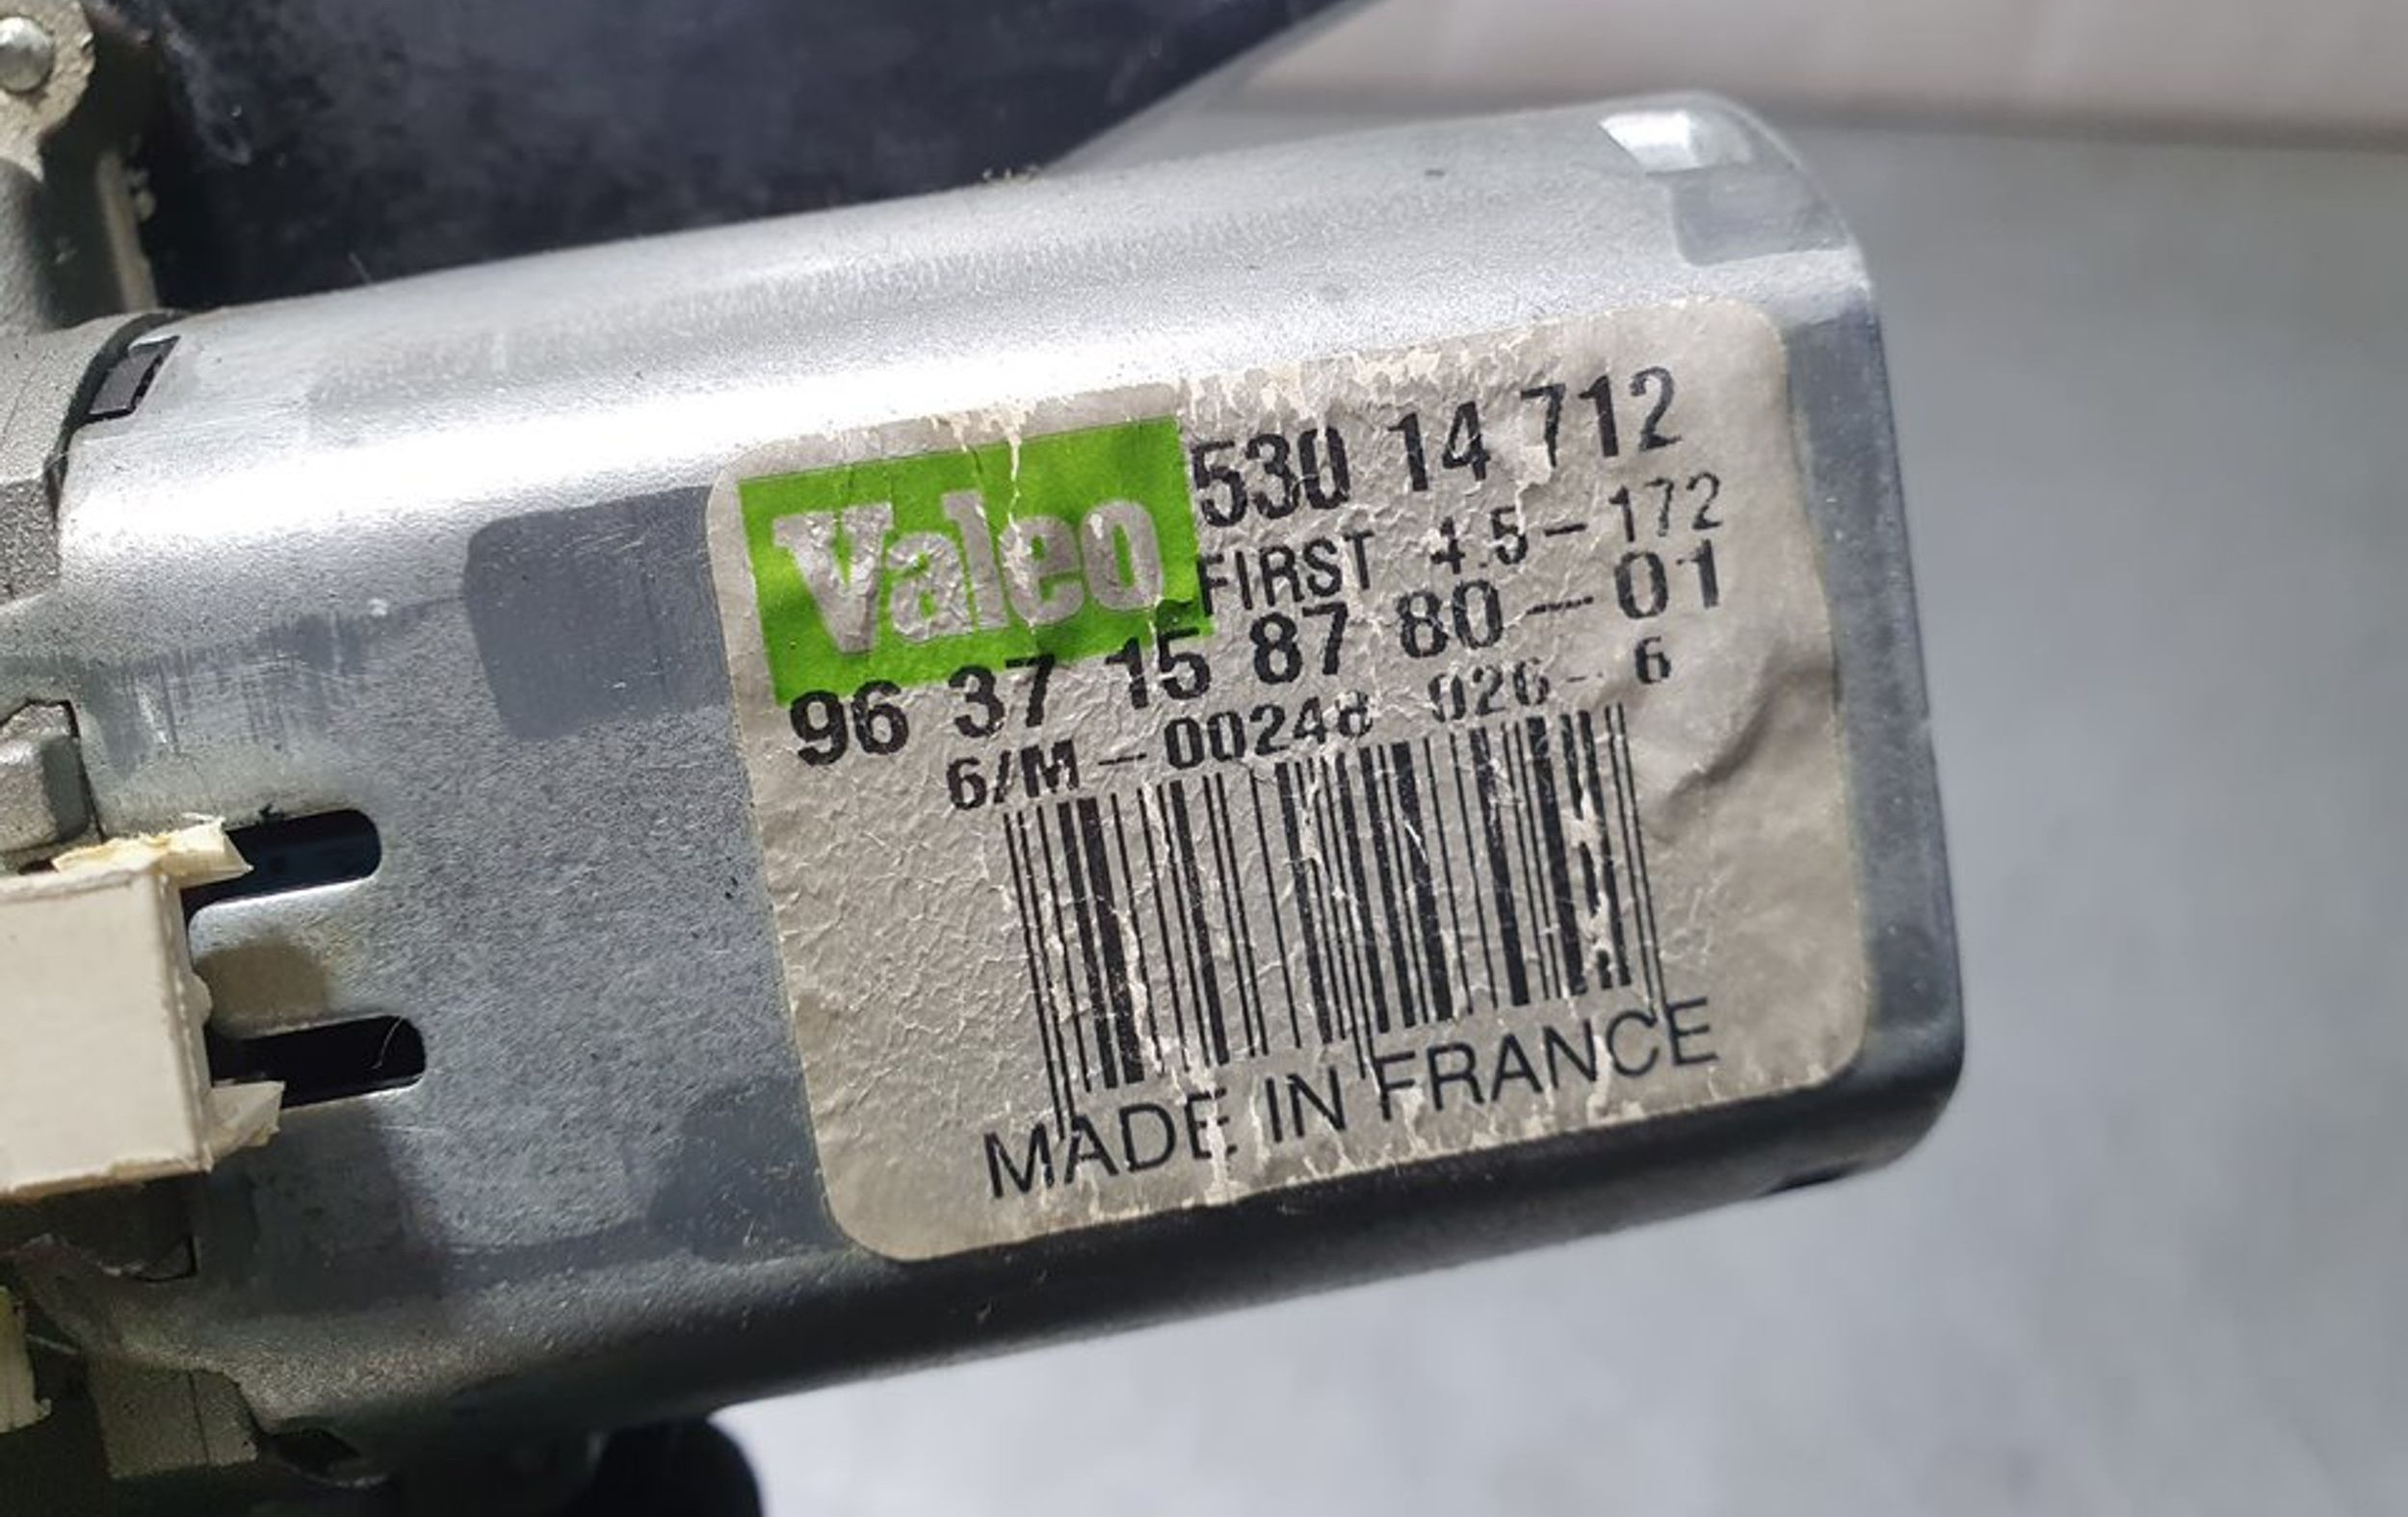 Valeo
530 14 712
FIRST 4.5-172
96 37 15 87 80-01
6/M-00248 026-6
MADE IN FRANCE